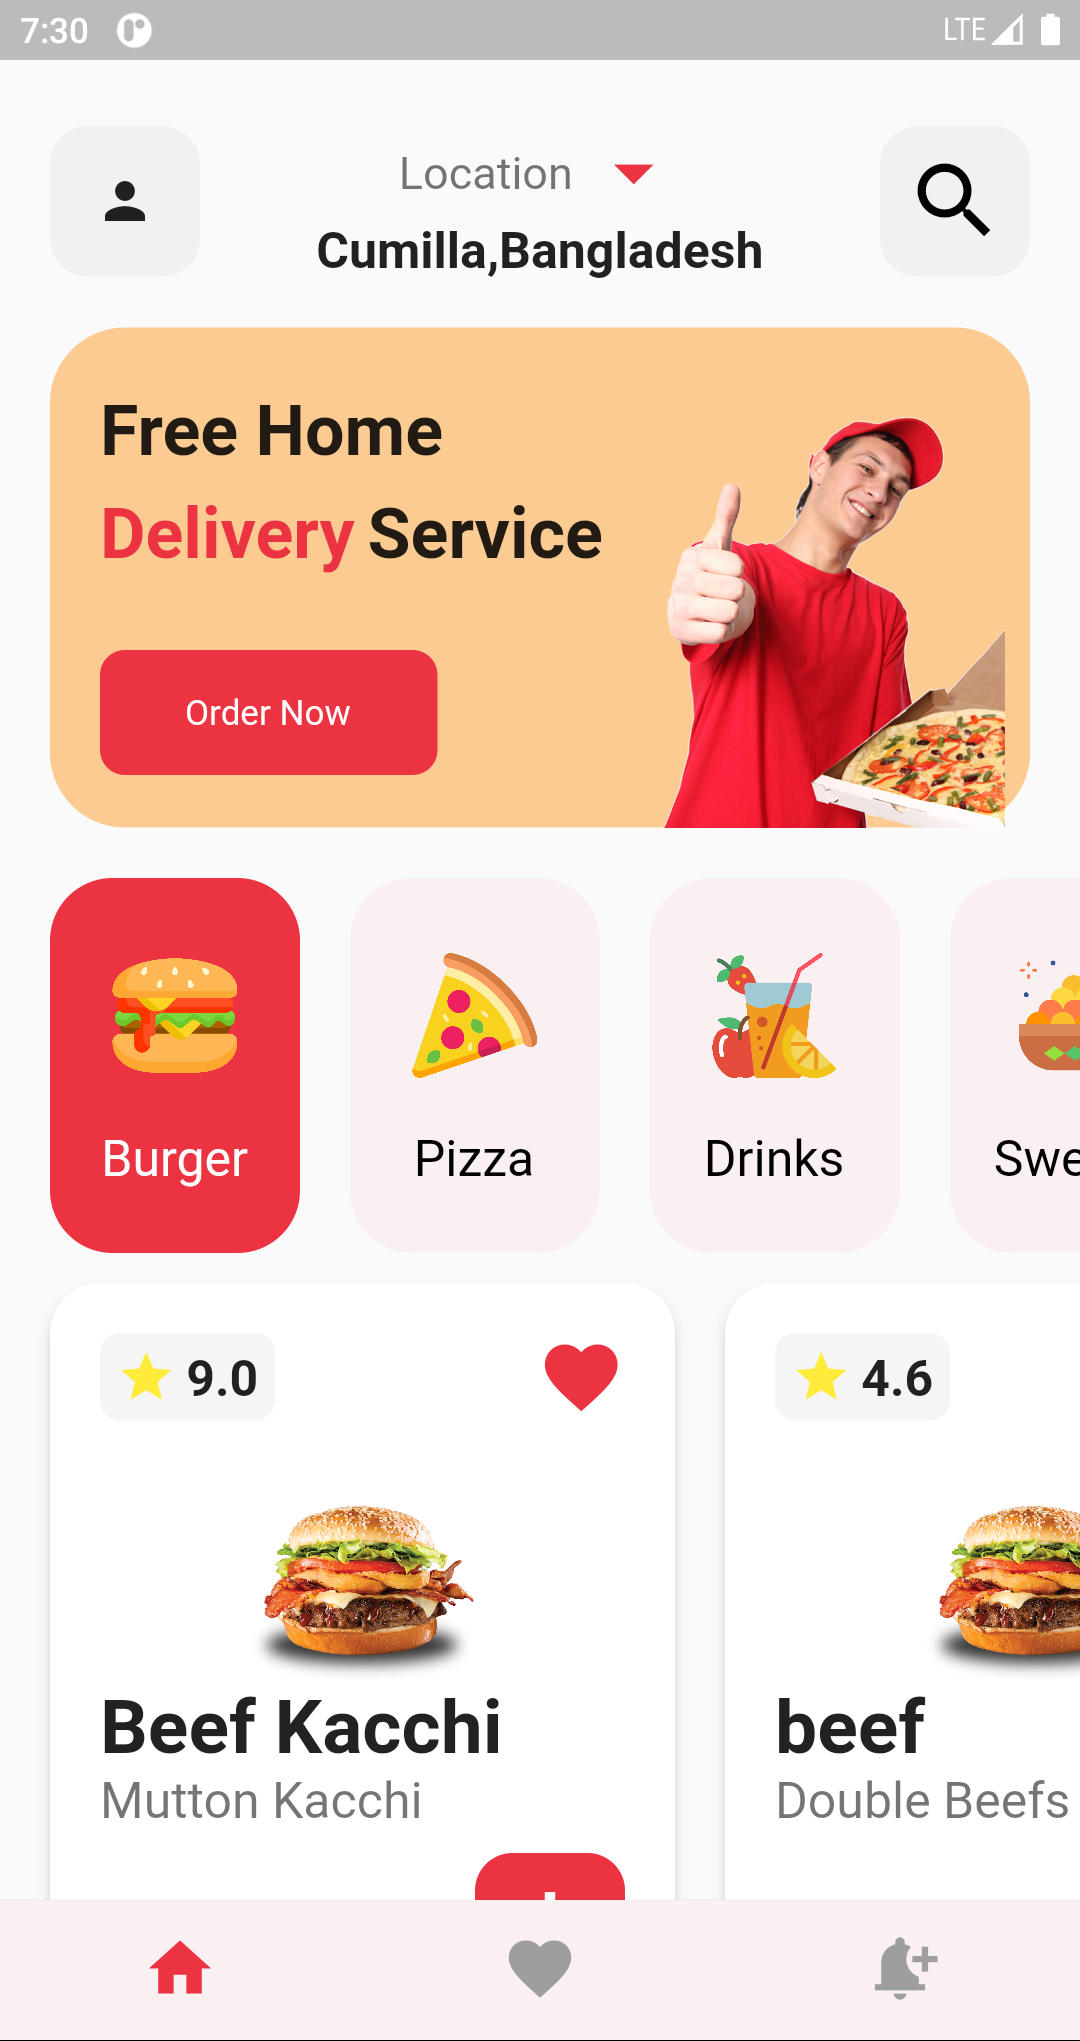 7:30
LTE
Location
Cumilla,Bangladesh
Free Home
Delivery Service
Order Now
Burger
Pizza
Drinks
Swe
9.0
4.6
Beef Kacchi
Mutton Kacchi
beef
Double Beefs